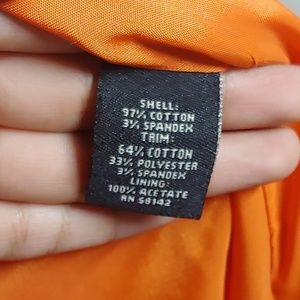 SHELL:
97% COTTON
3% SPANDEX
TRIM:
64% COTTON
33% POLYESTER
3% SPANDEX
LINING:
100% ACETATE
RN 58142